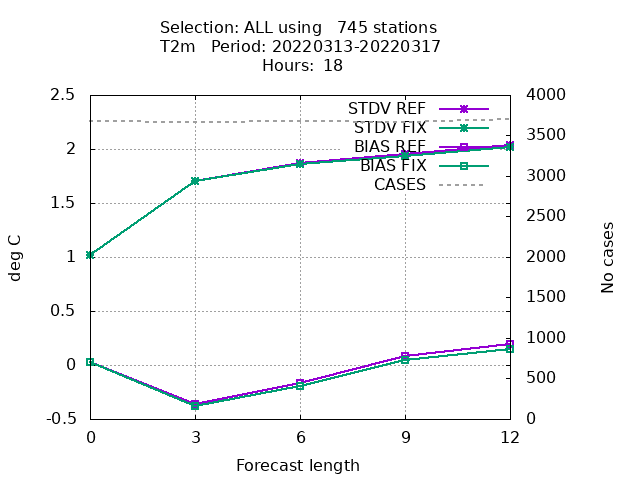 Selection: ALL using   745 stations
T2m   Period: 20220313-20220317
Hours: 18
2.5
2
1.5
1
0.5
0
-0.5
4000
3500
3000
2500
2000
1500
1000
500
0
STDV REF
STDV FIX
BIAS REF
BIAS FIX
CASES
deg C
No cases
0 3 6 9 12
Forecast length